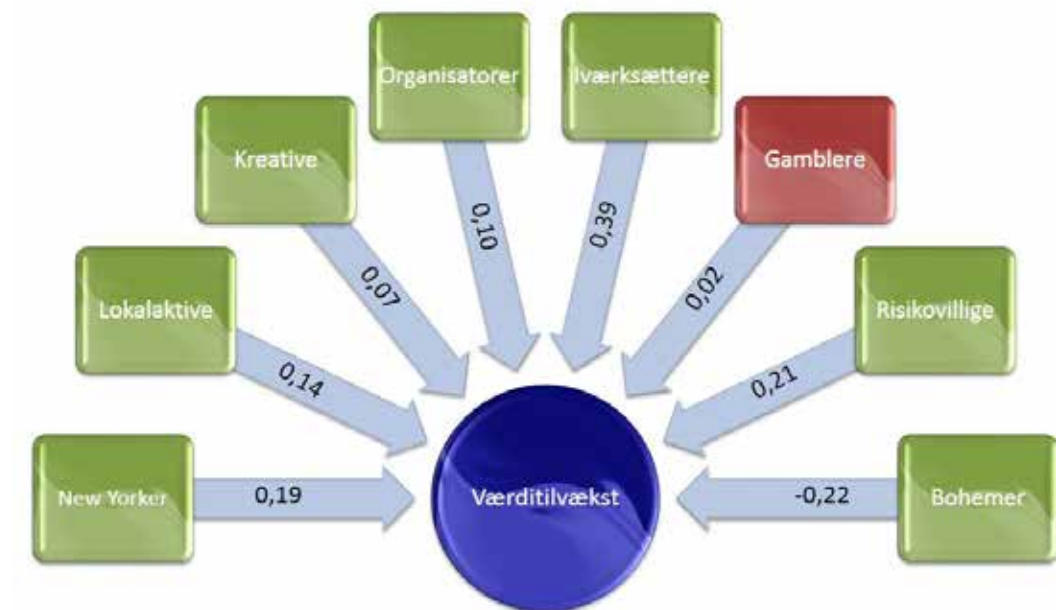 Organisatorer
Iværksættere
Kreative
Gamblere
Lokalaktive
Risikovillige
New Yorker
Bohemer
0,19
0,14
0,07
0,10
0,39
0,02
0,21
-0,22
Værditilvækst